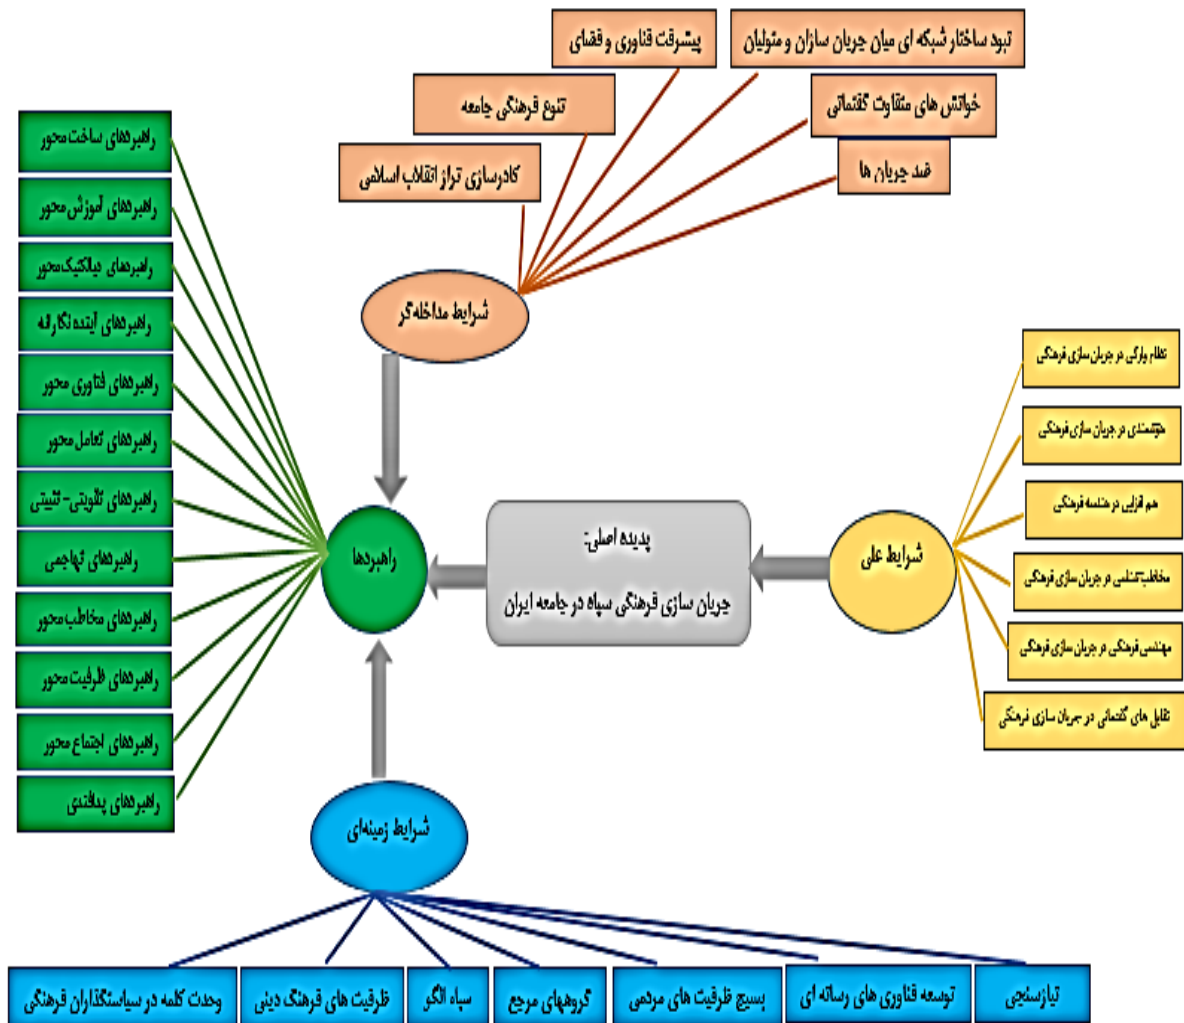 نبود ساختار شبکه ای میان جریان سازان و متولیان
پیشرفت فناوری و فضای
خوانش های متفاوت گفتمانی
تنوع فرهنگی جامعه
ضد جریان ها
کادرسازی تراز انقلاب اسلامی
شرایط مداخله‌گر
نظام وارگی در جریان سازی فرهنگی
هوشمندی در جریان سازی فرهنگی
هم افزایی در هندسه فرهنگی
مخاطب‌شناسی در جریان سازی فرهنگی
مهندسی فرهنگی در جریان سازی فرهنگی
تقابل های گفتمانی در جریان سازی فرهنگی
شرایط علی
پدیده اصلی:
جریان سازی فرهنگی سپاه در جامعه ایران
راهبردها
راهبردهای ساخت محور
راهبردهای آموزش محور
راهبردهای دیالکتیک محور
راهبردهای آینده نگارانه
راهبردهای فناوری محور
راهبردهای تعامل محور
راهبردهای تقویتی- تثبیتی
راهبردهای تهاجمی
راهبردهای مخاطب محور
راهبردهای ظرفیت محور
راهبردهای اجتماع محور
راهبردهای پدافندی
شرایط زمینه‌ای
نیازسنجی
توسعه فناوری های رسانه ای
بسیج ظرفیت های مردمی
گروههای مرجع
سپاه الگو
ظرفیت های فرهنگ دینی
وحدت کلمه در سیاستگذاران فرهنگی